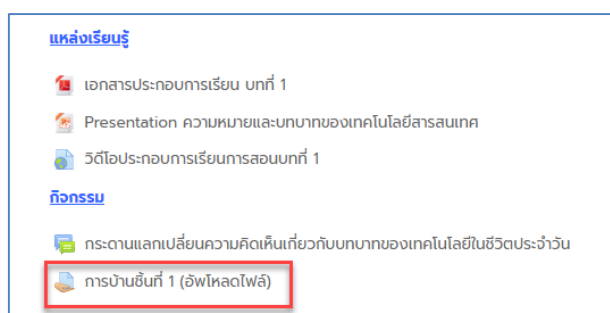 แหล่งเรียนรู้
เอกสารประกอบการเรียน บทที่ 1
Presentation ความหมายและบทบาทของเทคโนโลยีสารสนเทศ
วิดีโอประกอบการเรียนการสอนบทที่ 1
กิจกรรม
กระดานแลกเปลี่ยนความคิดเห็นเกี่ยวกับบทบาทของเทคโนโลยีในชีวิตประจำวัน
การบ้านชิ้นที่ 1 (อัพโหลดไฟล์)